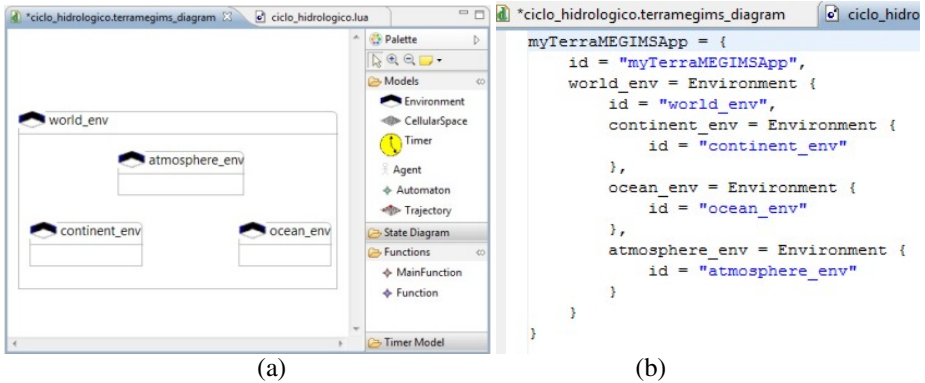 *ciclo_hidrologico.terramegims_diagram
ciclo_hidrologico.lua
world_env
atmosphere_env
continent_env
ocean_env
Palette
Models
Environment
CellularSpace
Timer
Agent
Automaton
Trajectory
State Diagram
Functions
MainFunction
Function
Timer Model
(a)
*ciclo_hidrologico.terramegims_diagram
ciclo_hidro
myTerraMEGIMSApp = {
id = "myTerraMEGIMSApp",
world_env = Environment {
id = "world_env",
continent_env = Environment {
id = "continent_env"
},
ocean_env = Environment {
id = "ocean_env"
},
atmosphere_env = Environment {
id = "atmosphere_env"
}
}
}
(b)